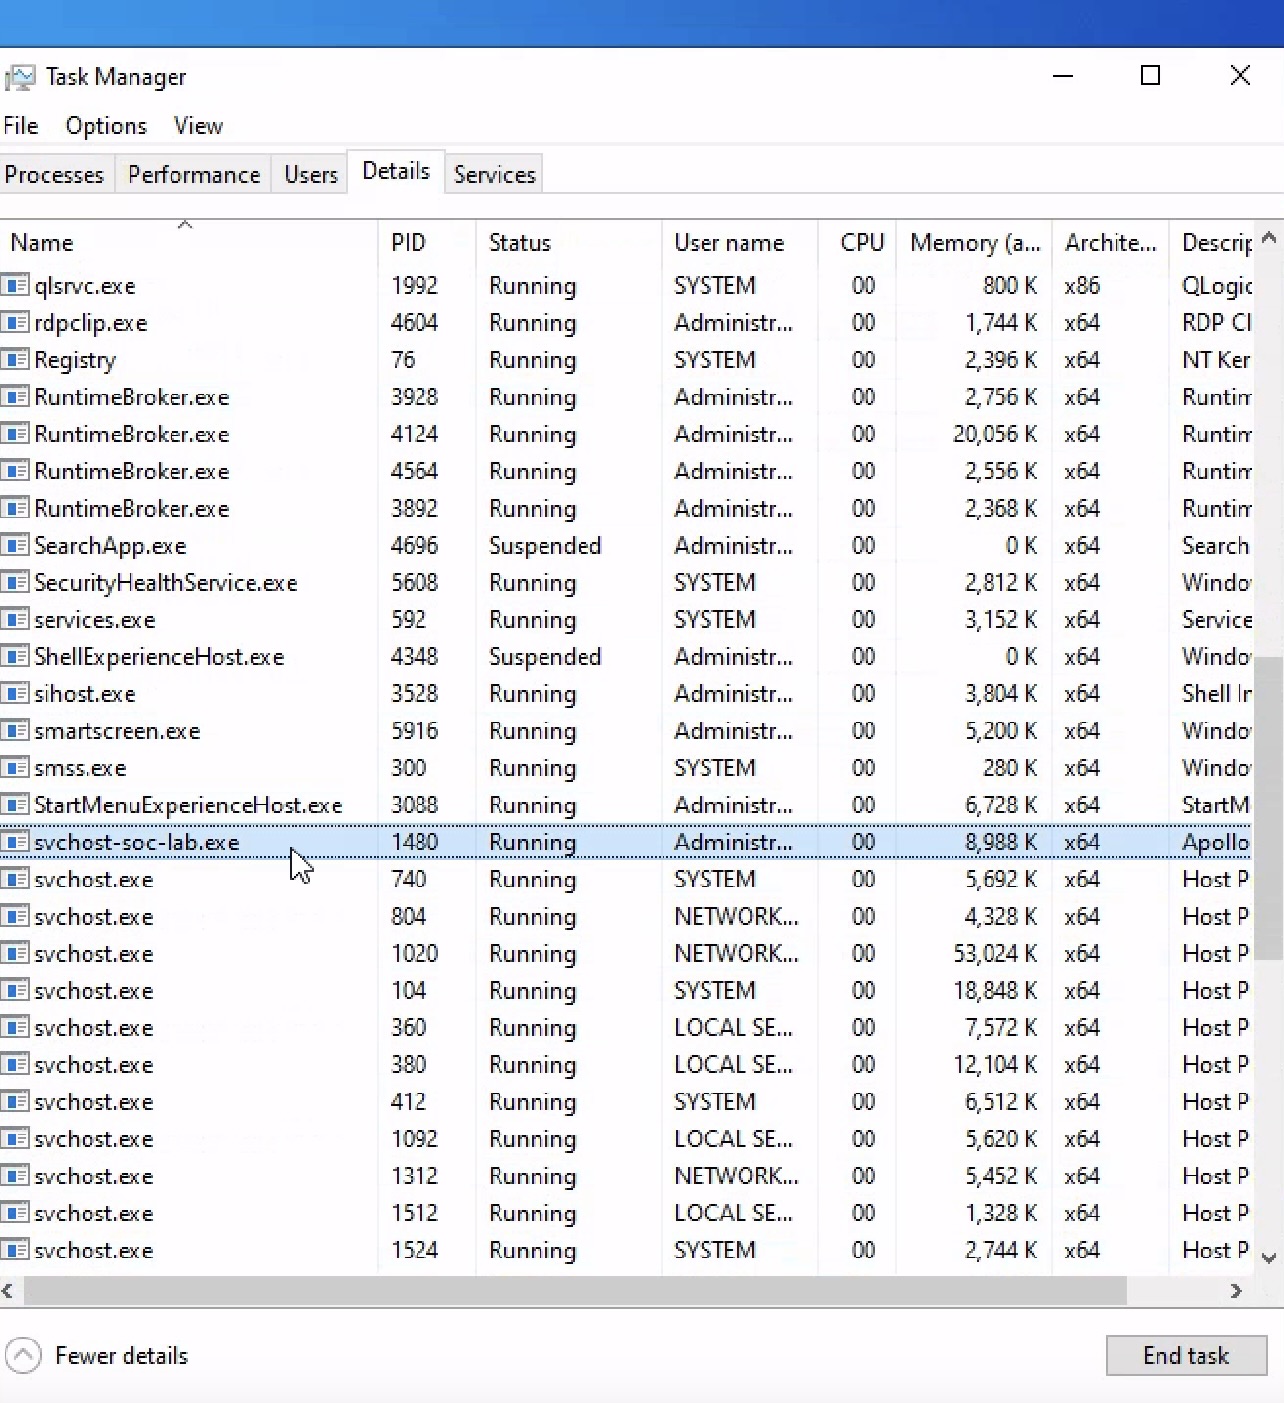 Task Manager
File Options View
Processes Performance Users Details Services
Name PID Status User name CPU Memory (a... Archite... Descrip
qlsrvc.exe 1992 Running SYSTEM 00 800 K x86 QLogic
rdpclip.exe 4604 Running Administr... 00 1,744 K x64 RDP Cl
Registry 76 Running SYSTEM 00 2,396 K x64 NT Ker
RuntimeBroker.exe 3928 Running Administr... 00 2,756 K x64 Runtim
RuntimeBroker.exe 4124 Running Administr... 00 20,056 K x64 Runtim
RuntimeBroker.exe 4564 Running Administr... 00 2,556 K x64 Runtim
RuntimeBroker.exe 3892 Running Administr... 00 2,368 K x64 Runtim
SearchApp.exe 4696 Suspended Administr... 00 0 K x64 Search
SecurityHealthService.exe 5608 Running SYSTEM 00 2,812 K x64 Windo
services.exe 592 Running SYSTEM 00 3,152 K x64 Service
ShellExperienceHost.exe 4348 Suspended Administr... 00 0 K x64 Windo
sihost.exe 3528 Running Administr... 00 3,804 K x64 Shell In
smartscreen.exe 5916 Running Administr... 00 5,200 K x64 Windo
smss.exe 300 Running SYSTEM 00 280 K x64 Windo
StartMenuExperienceHost.exe 3088 Running Administr... 00 6,728 K x64 StartM
svchost-soc-lab.exe 1480 Running Administr... 00 8,988 K x64 Apollo
svchost.exe 740 Running SYSTEM 00 5,692 K x64 Host P
svchost.exe 804 Running NETWORK... 00 4,328 K x64 Host P
svchost.exe 1020 Running NETWORK... 00 53,024 K x64 Host P
svchost.exe 104 Running SYSTEM 00 18,848 K x64 Host P
svchost.exe 360 Running LOCAL SE... 00 7,572 K x64 Host P
svchost.exe 380 Running LOCAL SE... 00 12,104 K x64 Host P
svchost.exe 412 Running SYSTEM 00 6,512 K x64 Host P
svchost.exe 1092 Running LOCAL SE... 00 5,620 K x64 Host P
svchost.exe 1312 Running NETWORK... 00 5,452 K x64 Host P
svchost.exe 1512 Running LOCAL SE... 00 1,328 K x64 Host P
svchost.exe 1524 Running SYSTEM 00 2,744 K x64 Host P
Fewer details End task